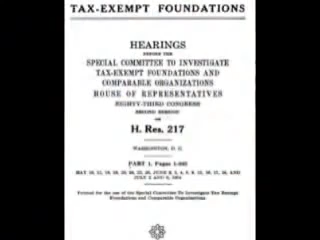 TAX-EXEMPT FOUNDATIONS
HEARINGS
BEFORE THE
SPECIAL COMMITTEE TO INVESTIGATE
TAX-EXEMPT FOUNDATIONS AND
COMPARABLE ORGANIZATIONS
HOUSE OF REPRESENTATIVES
EIGHTY-THIRD CONGRESS
SECOND SESSION
ON
H. Res. 217
WASHINGTON, D. C.
PART 1, Pages
MAY
JULY
Printed for the use of the Special Committee To Investigate Tax Exempt
Foundations and Comparable Organizations